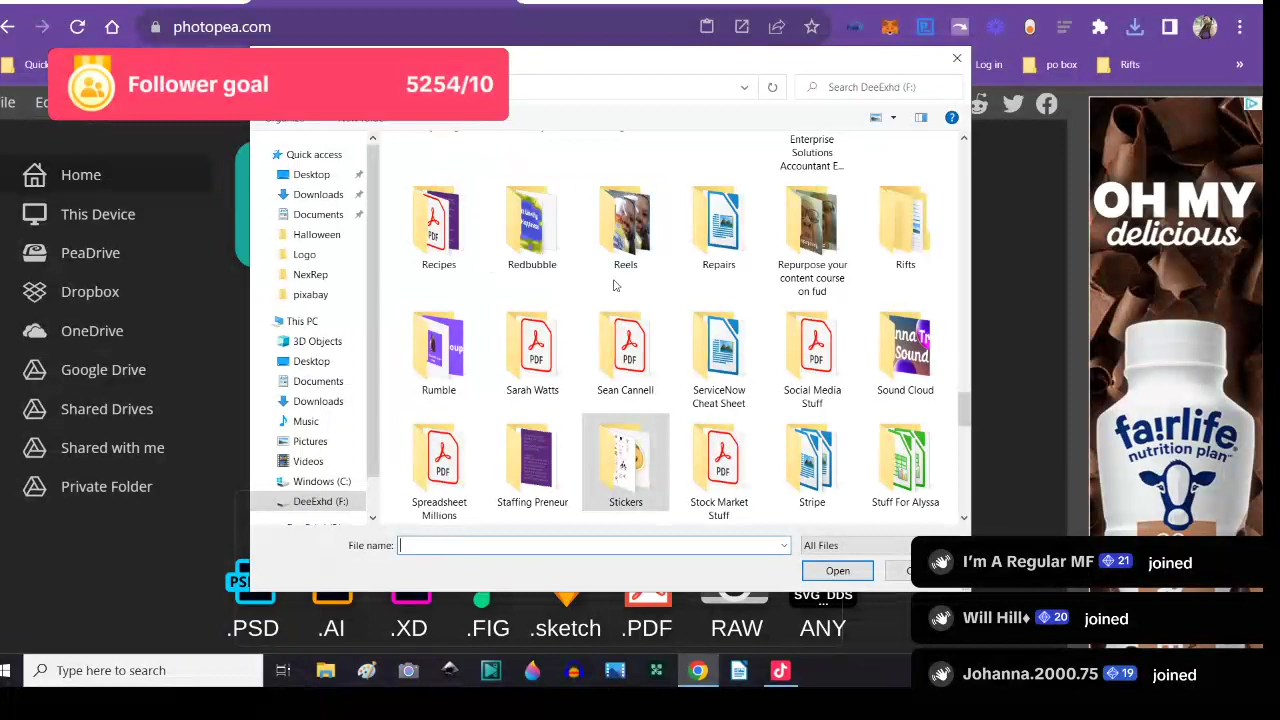 photopea.com
Quick
Log in
po box
Rifts
»
Follower goal 5254/10
Search DeeExhd (F:)
Home
This Device
PeaDrive
Dropbox
OneDrive
Google Drive
Shared Drives
Shared with me
Private Folder
Quick access
Desktop
Downloads
Documents
Halloween
Logo
NexRep
pixabay
This PC
3D Objects
Desktop
Documents
Downloads
Music
Pictures
Videos
Windows (C:)
DeeExhd (F:)
Enterprise
Solutions
Accountant E...
Recipes
Redbubble
Reels
Repairs
Repurpose your
content course
on fud
Rifts
Rumble
Sarah Watts
Sean Cannell
ServiceNow
Cheat Sheet
Social Media
Stuff
Sound Cloud
Spreadsheet
Millions
Staffing Preneur
Stickers
Stock Market
Stuff
Stripe
Stuff For Alyssa
File name:
All Files
Open
.PSD .AI .XD .FIG .sketch .PDF RAW ANY
OH MY
delicious
fa!rlife
nutrition plan
I'm A Regular MF 21 joined
Will Hill♦ 20 joined
Johanna.2000.75 19 joined
Type here to search